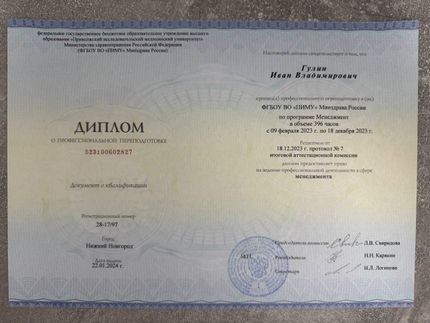 федеральное государственное бюджетное образовательное учреждение высшего
образования «Приволжский исследовательский медицинский университет»
Министерства здравоохранения Российской Федерации
(ФГБОУ ВО «ПИМУ» Минздрава России)
ДИПЛОМ
О ПРОФЕССИОНАЛЬНОЙ ПЕРЕПОДГОТОВКЕ
523100602827
Документ о квалификации
Регистрационный номер
28-17/97
Город
Нижний Новгород
Дата выдачи
22.01.2024 г.
Настоящий диплом свидетельствует о том, что
Гулин
Иван Владимирович
прошел(а) профессиональную переподготовку в (на)
ФГБОУ ВО «ПИМУ» Минздрава России
по программе Менеджмент
в объеме 396 часов
с 09 февраля 2023 г. по 18 декабря 2023 г.
Решением от
18.12.2023 г. протокол № 7
итоговой аттестационной комиссии
диплом предоставляет право
на ведение профессиональной деятельности в сфере
менеджмента
Председатель комиссии Л.В. Свиридова
М.П. Руководитель Н.Н. Карякин
Секретарь Н.Л. Логинова